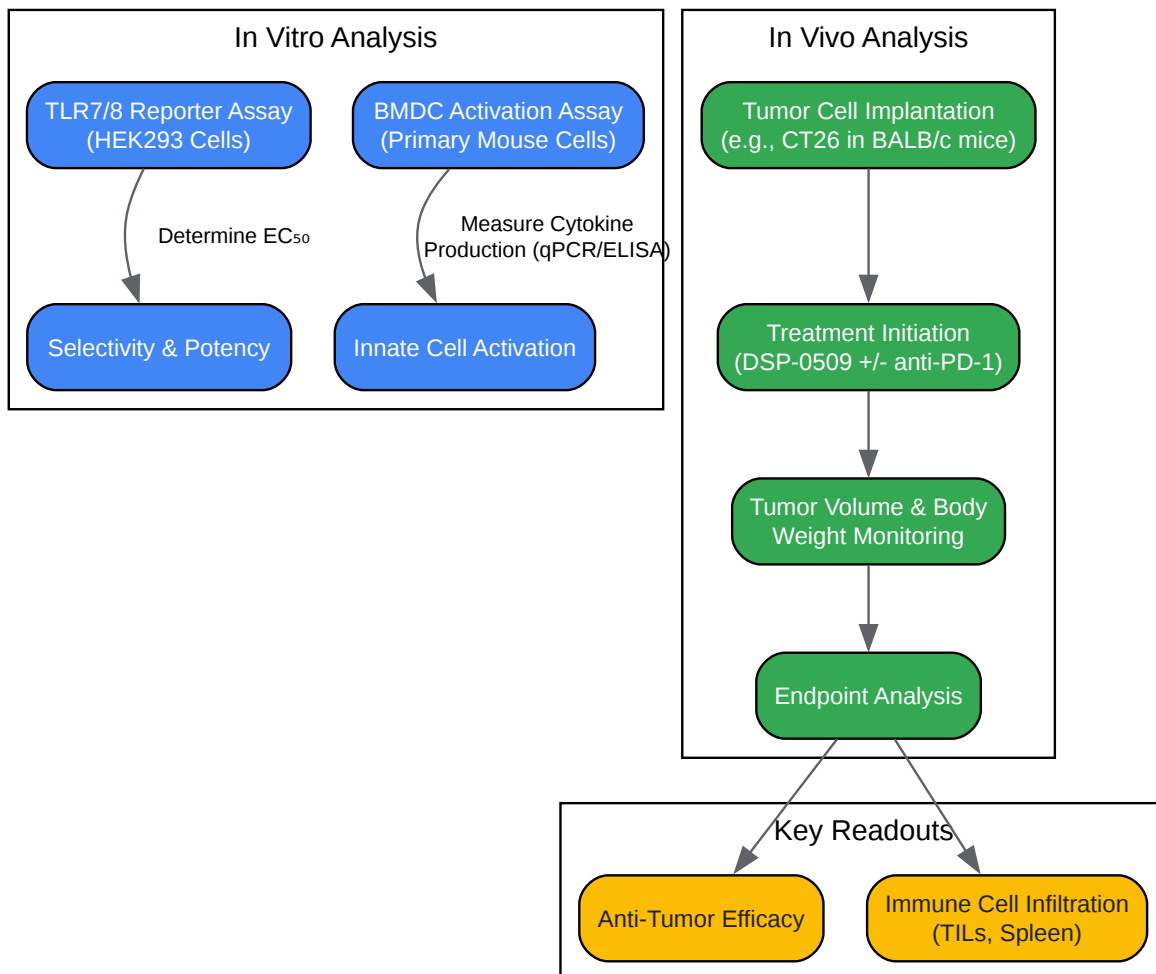 In Vitro Analysis
TLR7/8 Reporter Assay
(HEK293 Cells)
BMDC Activation Assay
(Primary Mouse Cells)
Determine EC₅₀
Measure Cytokine
Production (qPCR/ELISA)
Selectivity & Potency
Innate Cell Activation
In Vivo Analysis
Tumor Cell Implantation
(e.g., CT26 in BALB/c mice)
Treatment Initiation
(DSP-0509 +/- anti-PD-1)
Tumor Volume & Body
Weight Monitoring
Endpoint Analysis
Key Readouts
Anti-Tumor Efficacy
Immune Cell Infiltration
(TILs, Spleen)